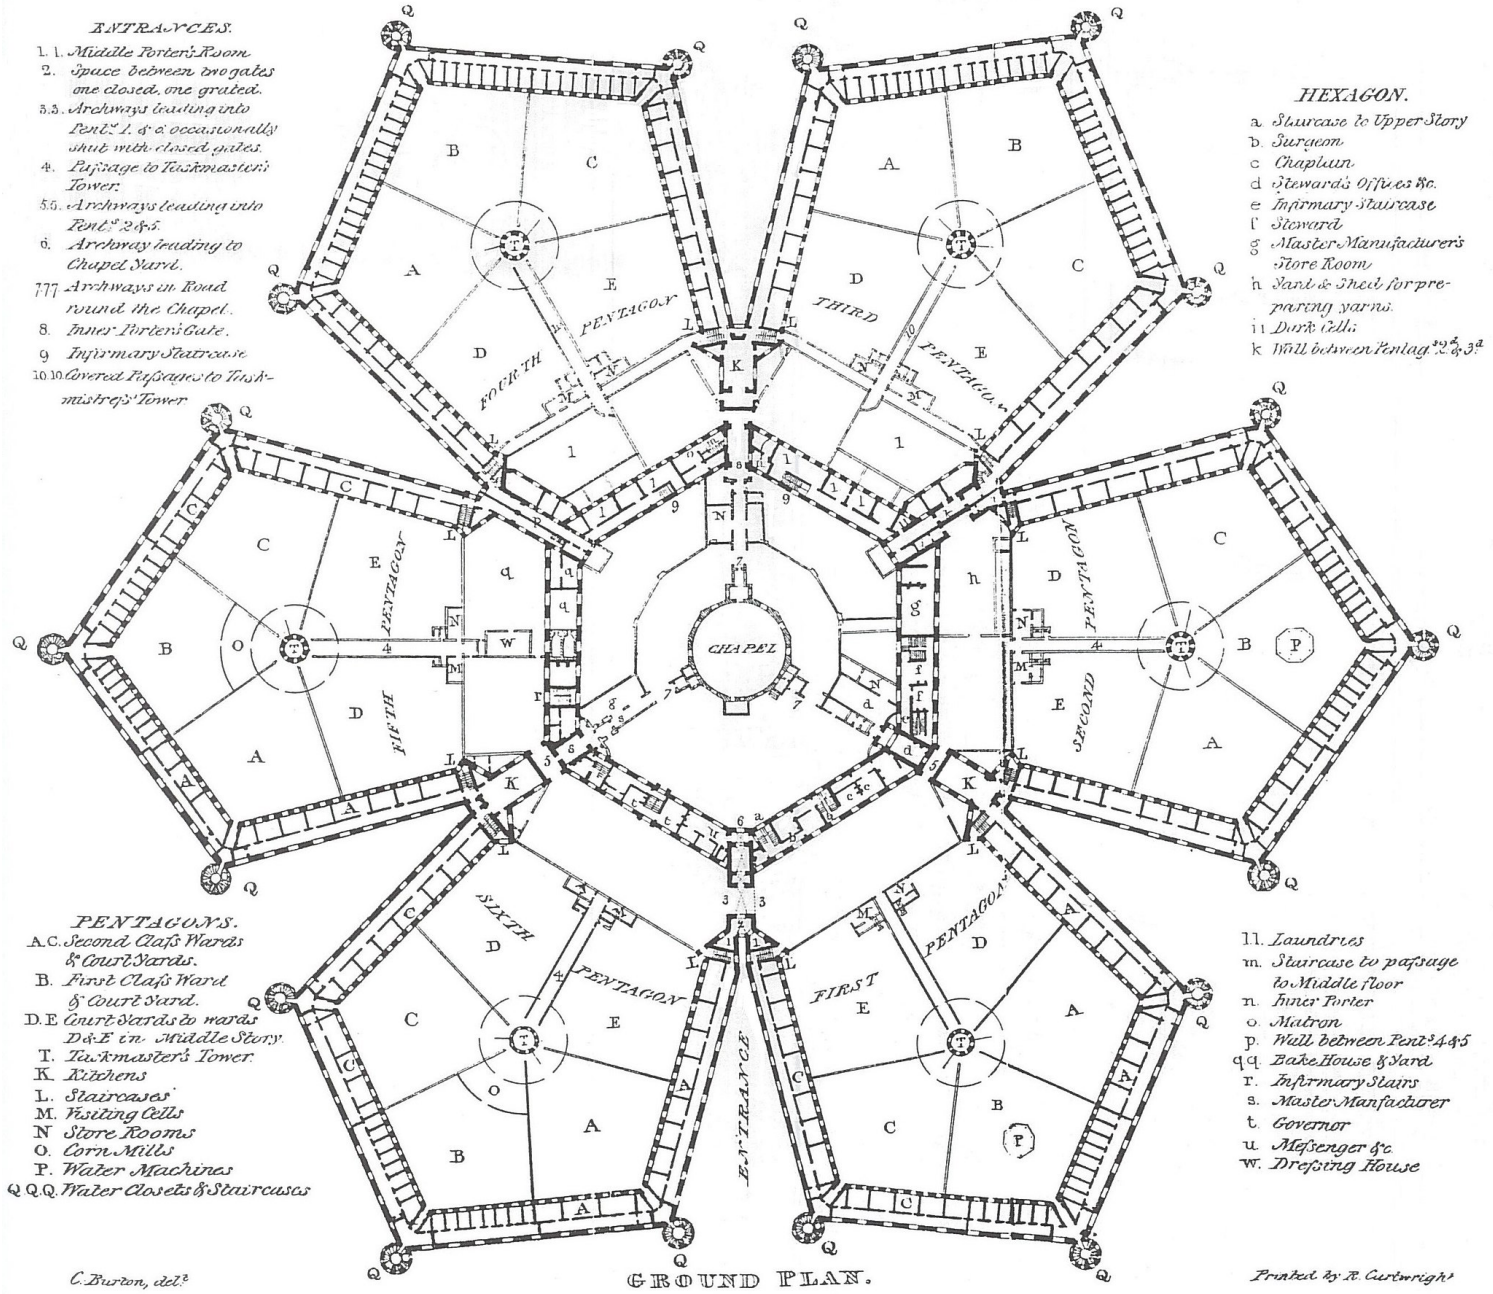 ENTRANCES.
1. 1. Middle Porter's Room
2. Space between two gates
one closed, one grated.
3.3. Archways leading into
Pent.s 1. & 6 occasionally
shut with closed gates.
4. Paſsage to Taskmaster's
Tower.
5.5. Archways leading into
Pent.s 2 & 5.
6. Archway leading to
Chapel Yard.
777 Archways in Road
round the Chapel.
8. Inner Porter's Gate.
9 Infirmary Staircase
10.10. Covered Paſsages to Task-
mistreſs' Tower
HEXAGON.
a Staircase to Upper Story
b. Surgeon
c Chaplain
d Steward's Offices &c.
e Infirmary Staircase
f Steward
g Master Manufacturer's
Store Room
h Yard & Shed for pre-
paring yarns.
ii Dark Cells
k Wall between Pentag.s 2d & 3d
FOURTH PENTAGON
THIRD PENTAGON
FIFTH PENTAGON
SECOND PENTAGON
SIXTH PENTAGON
FIRST PENTAGON
CHAPEL
ENTRANCE
PENTAGONS.
A.C. Second Claſs Wards
& Court Yards.
B. First Claſs Ward
& Court Yard.
D.E Court Yards to wards
D & E in Middle Story
T. Taskmaster's Tower.
K. Kitchens
L. Staircases
M. Visiting Cells
N Store Rooms
O. Corn Mills
P. Water Machines
Q.Q.Q. Water Closets & Staircases
ll. Laundries
m. Staircase to paſsage
to Middle floor
n. Inner Porter
o. Matron
p. Wall between Pent.s 4 & 5
qq Bake House & Yard
r. Infirmary Stairs
s. Master Manfacturer
t. Governor
u Meſsenger &c
w. Dreſsing House
C. Burton, delt.
GROUND PLAN.
Printed by R. Cartwright